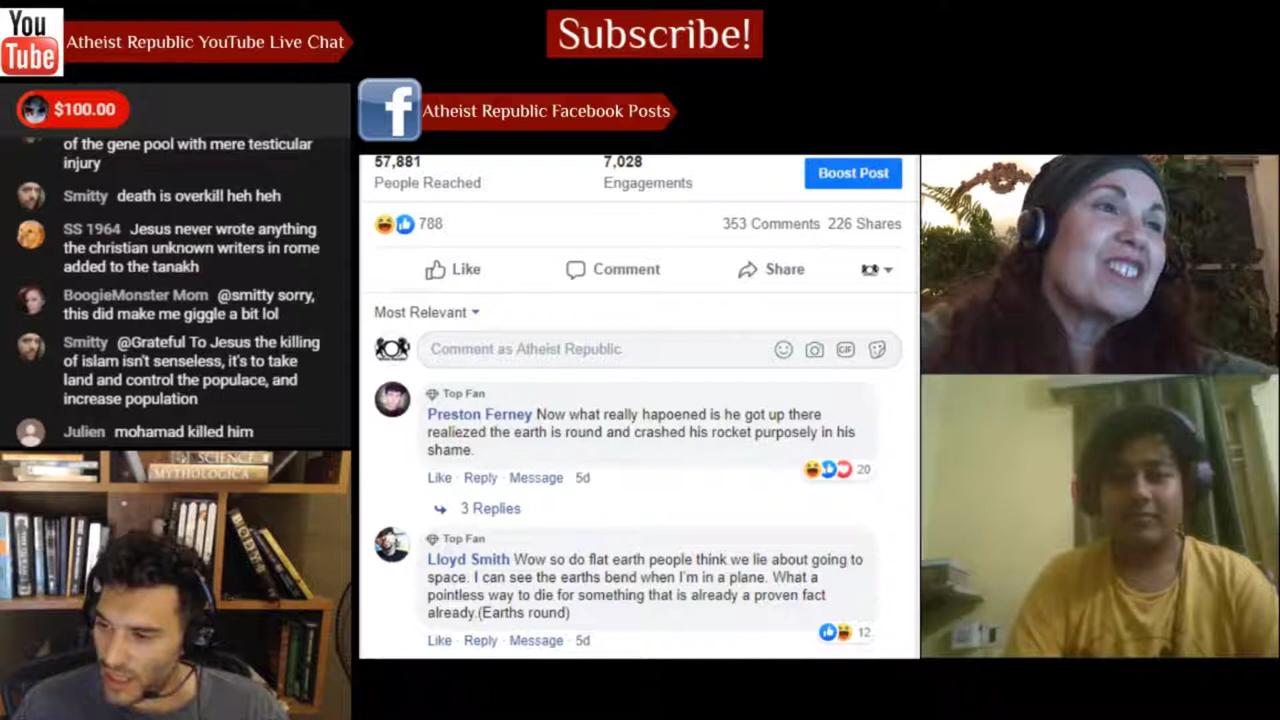 You
Tube
Atheist Republic YouTube Live Chat
Subscribe!
$100.00
of the gene pool with mere testicular
injury
Smitty death is overkill heh heh
SS 1964 Jesus never wrote anything
the christian unknown writers in rome
added to the tanakh
BoogieMonster Mom @smitty sorry,
this did make me giggle a bit lol
Smitty @Grateful To Jesus the killing
of islam isn't senseless, it's to take
land and control the populace, and
increase population
Julien mohamad killed him
f
Atheist Republic Facebook Posts
57,881
People Reached
7,028
Engagements
Boost Post
788
353 Comments 226 Shares
Like
Comment
Share
Most Relevant
Comment as Atheist Republic
GIF
Top Fan
Preston Ferney Now what really hapoened is he got up there
realiezed the earth is round and crashed his rocket purposely in his
shame.
20
Like · Reply · Message · 5d
3 Replies
Top Fan
Lloyd Smith Wow so do flat earth people think we lie about going to
space. I can see the earths bend when I'm in a plane. What a
pointless way to die for something that is already a proven fact
already.(Earths round)
12
Like · Reply · Message · 5d
SCIENCE
MYTHOLOGICA
BODY